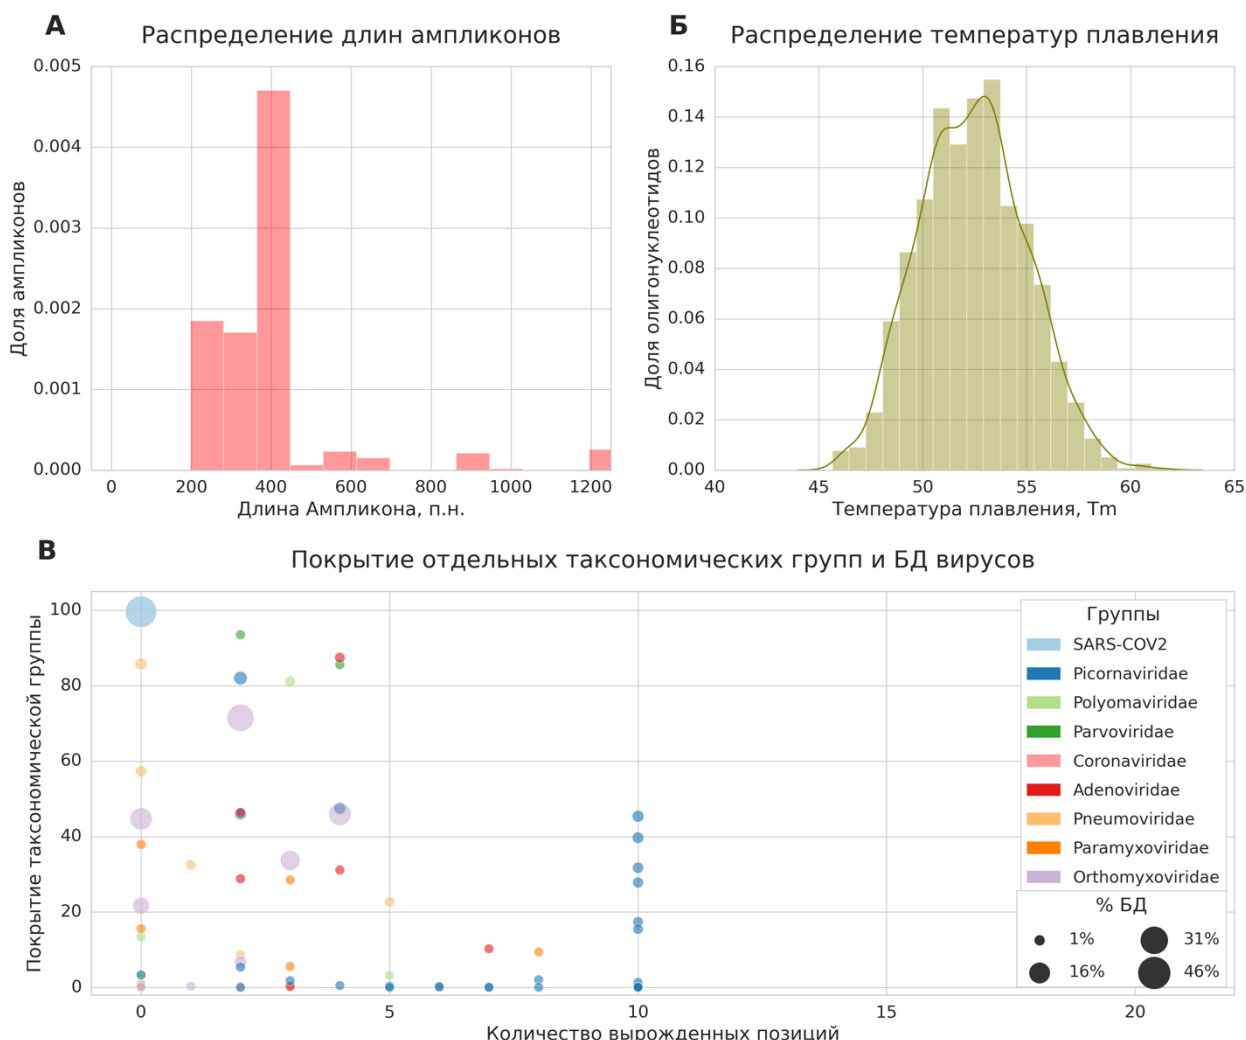 А
Распределение длин ампликонов
Доля ампликонов
0.005
0.004
0.003
0.002
0.001
0.000
0 200 400 600 800 1000 1200
Длина Ампликона, п.н.
Б
Распределение температур плавления
Доля олигонуклеотидов
0.16
0.14
0.12
0.10
0.08
0.06
0.04
0.02
0.00
40 45 50 55 60 65
Температура плавления, Tm
В
Покрытие отдельных таксономических групп и БД вирусов
Покрытие таксономической группы
100
80
60
40
20
0
0 5 10 15 20
Количество вырожденных позиций
Группы
SARS-COV2
Picornaviridae
Polyomaviridae
Parvoviridae
Coronaviridae
Adenoviridae
Pneumoviridae
Paramyxoviridae
Orthomyxoviridae
% БД
1% 31%
16% 46%